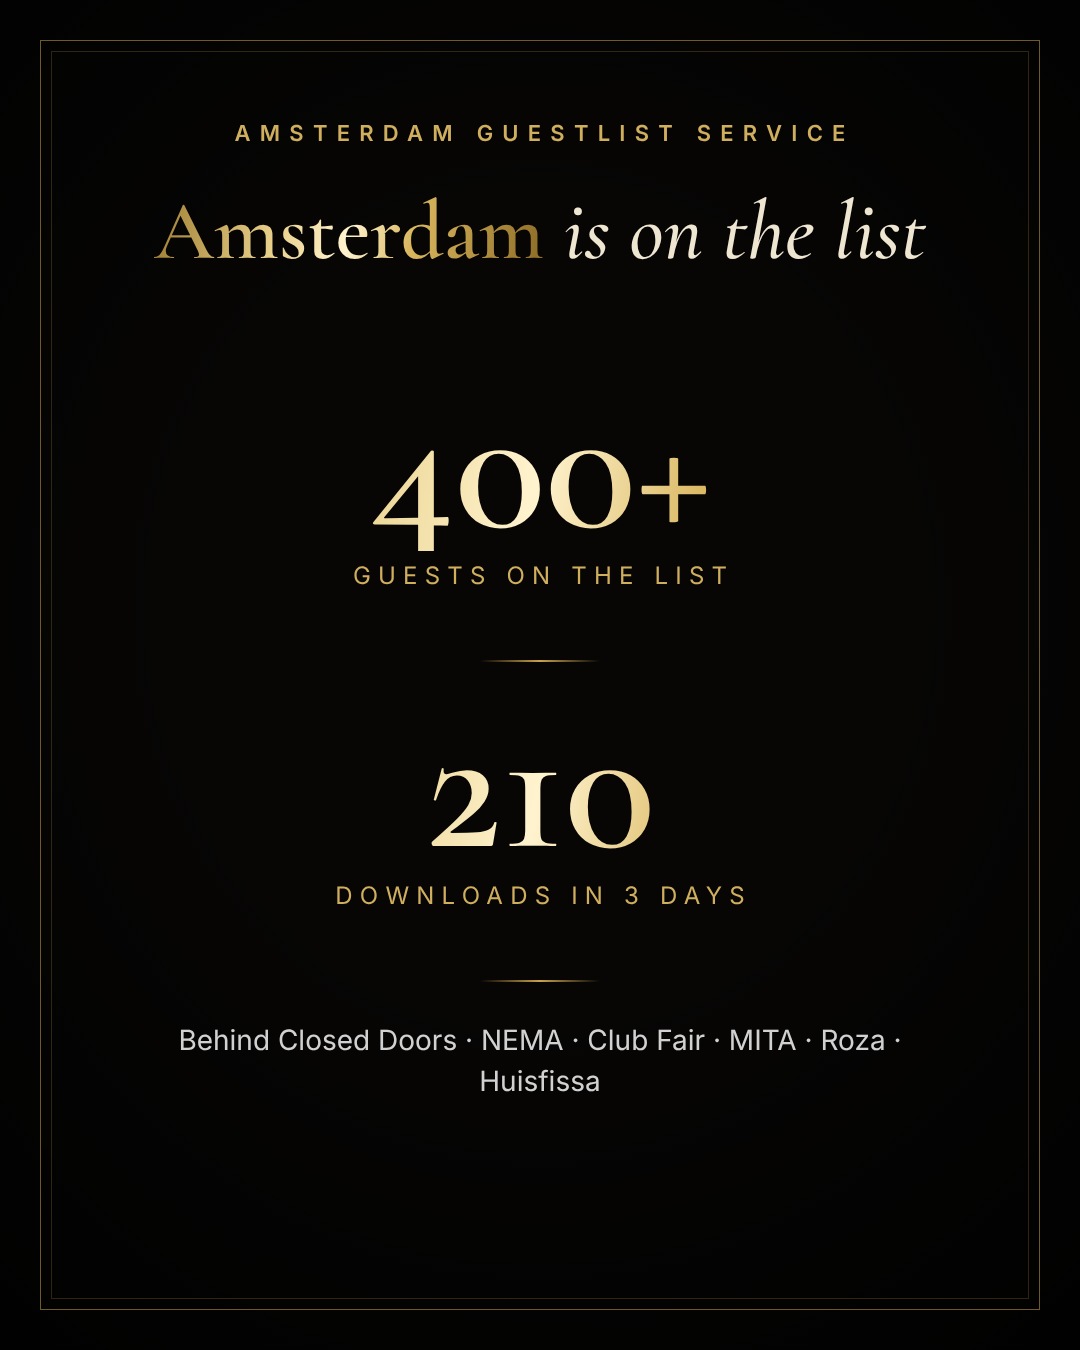 AMSTERDAM GUESTLIST SERVICE
Amsterdam is on the list
400+
GUESTS ON THE LIST
210
DOWNLOADS IN 3 DAYS
Behind Closed Doors · NEMA · Club Fair · MITA · Roza ·
Huisfissa